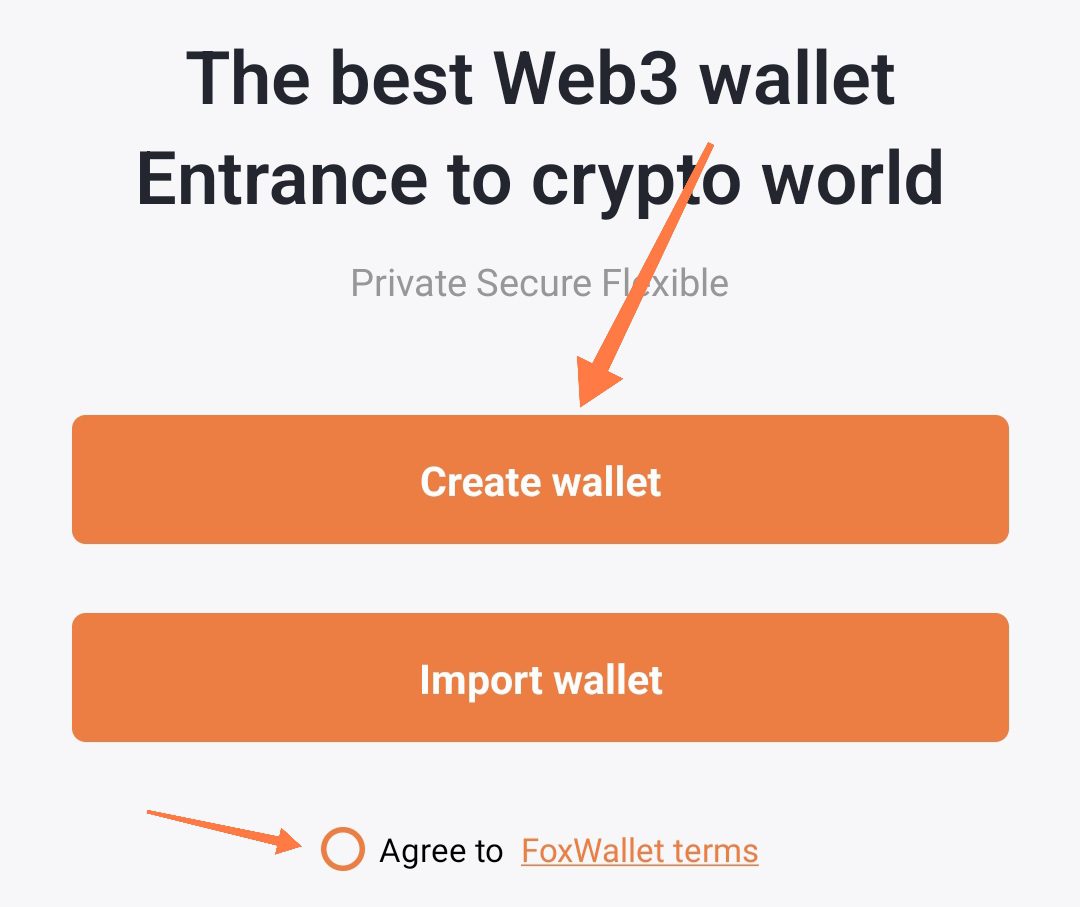 The best Web3 wallet
Entrance to crypto world
Private Secure Flexible
Create wallet
Import wallet
Agree to FoxWallet terms